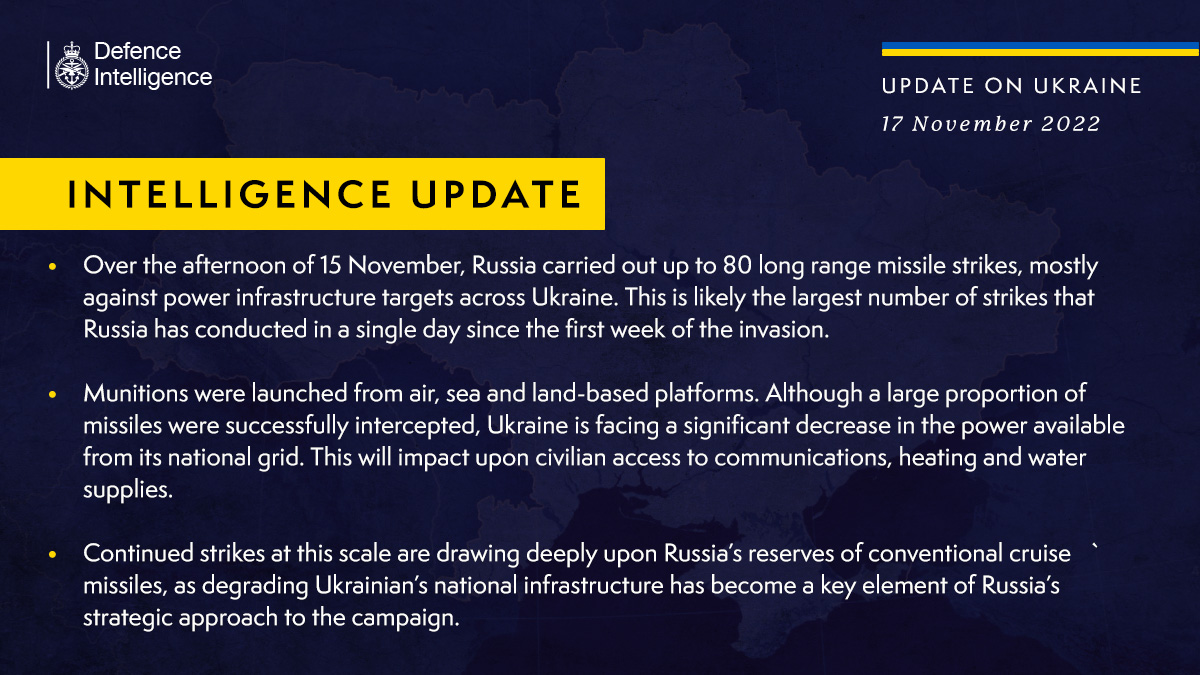 Defence
Intelligence
UPDATE ON UKRAINE
17 November 2022
INTELLIGENCE UPDATE
• Over the afternoon of 15 November, Russia carried out up to 80 long range missile strikes, mostly
against power infrastructure targets across Ukraine. This is likely the largest number of strikes that
Russia has conducted in a single day since the first week of the invasion.
• Munitions were launched from air, sea and land-based platforms. Although a large proportion of
missiles were successfully intercepted, Ukraine is facing a significant decrease in the power available
from its national grid. This will impact upon civilian access to communications, heating and water
supplies.
• Continued strikes at this scale are drawing deeply upon Russia’s reserves of conventional cruise `
missiles, as degrading Ukrainian’s national infrastructure has become a key element of Russia’s
strategic approach to the campaign.